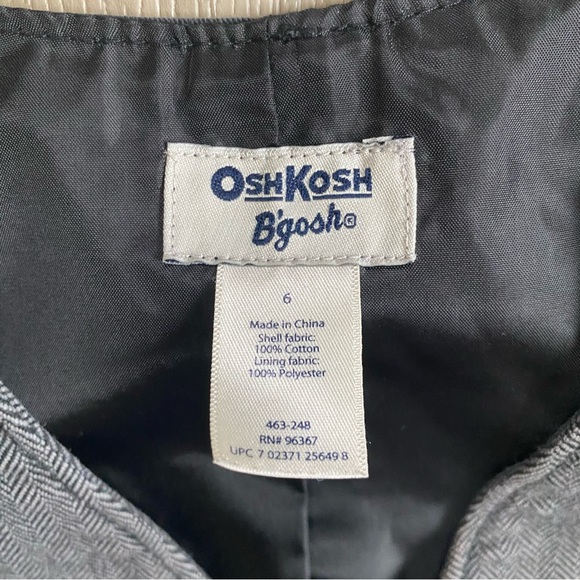 OSHKOSH
B'gosh®
6
Made in China
Shell fabric:
100% Cotton
Lining fabric:
100% Polyester
463-248
RN# 96367
UPC 7 02371 25649 8